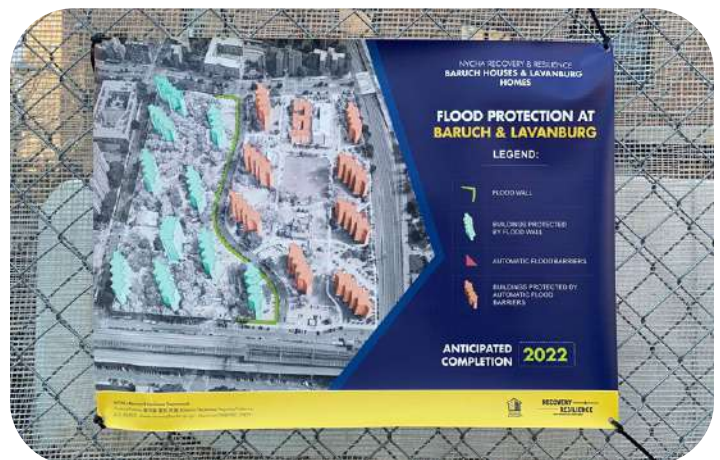 NYCHA RECOVERY & RESILIENCE
BARUCH HOUSES & LAVANBURG
HOMES
FLOOD PROTECTION AT
BARUCH & LAVANBURG
LEGEND:
FLOOD WALL
BUILDINGS PROTECTED
BY FLOOD WALL
AUTOMATIC FLOOD BARRIERS
BUILDINGS PROTECTED BY
AUTOMATIC FLOOD
BARRIERS
ANTICIPATED
COMPLETION
2022
RECOVERY
RESILIENCE